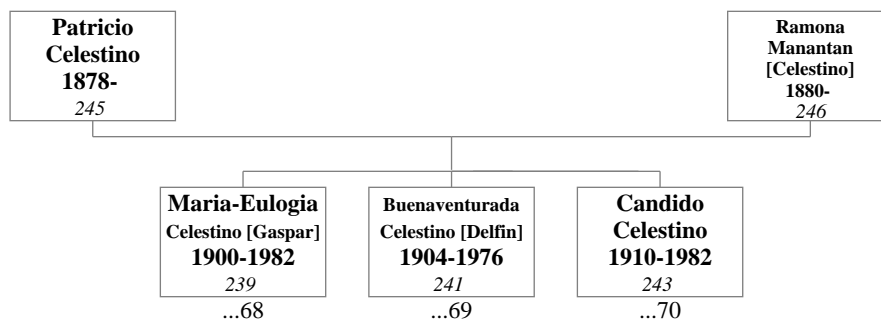 Patricio
Celestino
1878-
245
Ramona
Manantan
[Celestino]
1880-
246
Maria-Eulogia
Celestino [Gaspar]
1900-1982
239
...68
Buenaventurada
Celestino [Delfin]
1904-1976
241
...69
Candido
Celestino
1910-1982
243
...70